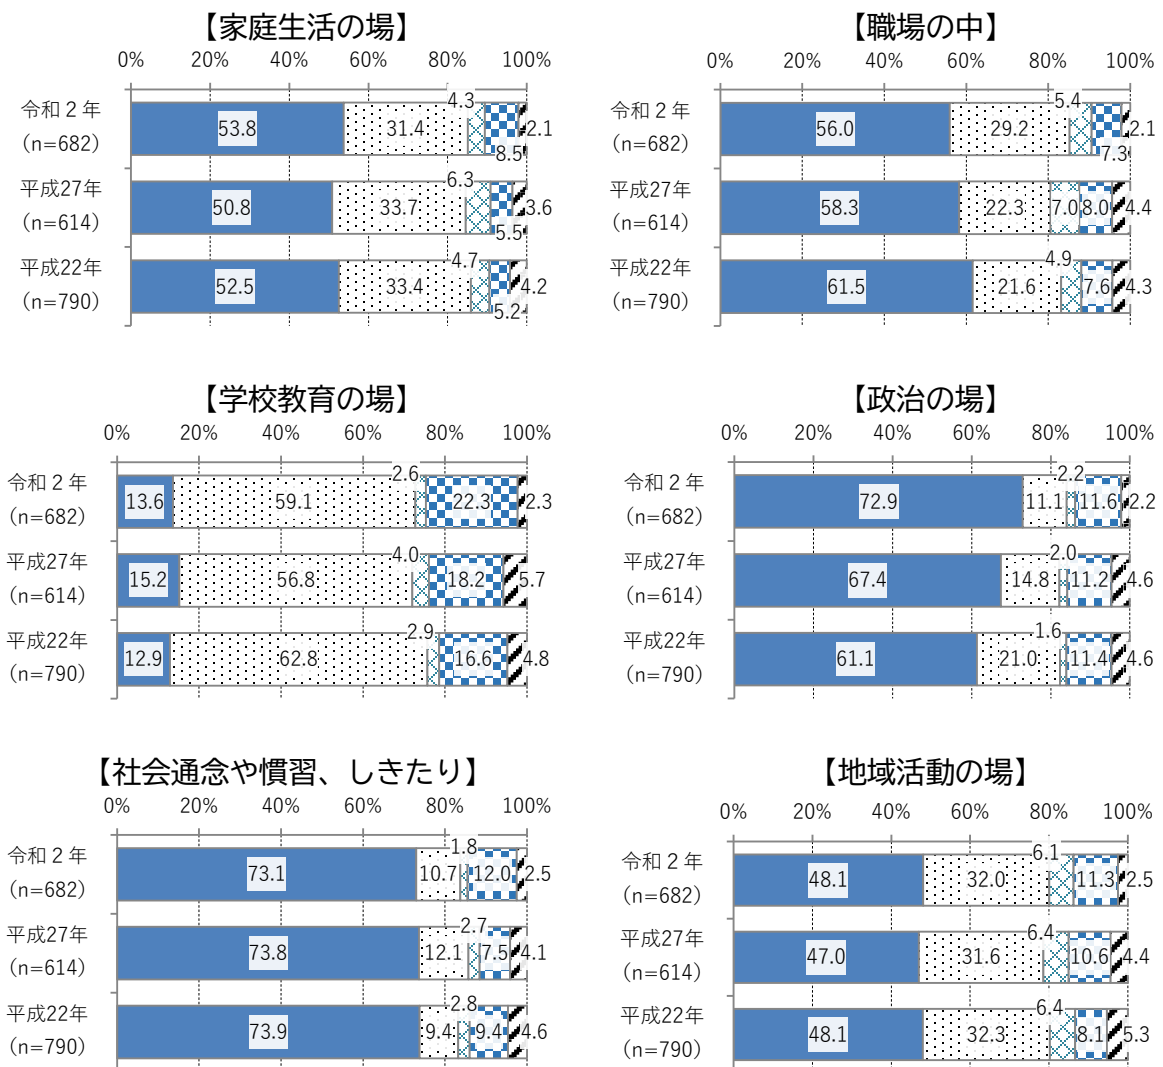 【家庭生活の場】
0% 20% 40% 60% 80% 100%
令和２年
(n=682)
53.8 31.4 4.3 8.5 2.1
平成27年
(n=614)
50.8 33.7 6.3 5.5 3.6
平成22年
(n=790)
52.5 33.4 4.7 5.2 4.2
【職場の中】
0% 20% 40% 60% 80% 100%
令和２年
(n=682)
56.0 29.2 5.4 7.3 2.1
平成27年
(n=614)
58.3 22.3 7.0 8.0 4.4
平成22年
(n=790)
61.5 21.6 4.9 7.6 4.3
【学校教育の場】
0% 20% 40% 60% 80% 100%
令和２年
(n=682)
13.6 59.1 2.6 22.3 2.3
平成27年
(n=614)
15.2 56.8 4.0 18.2 5.7
平成22年
(n=790)
12.9 62.8 2.9 16.6 4.8
【政治の場】
0% 20% 40% 60% 80% 100%
令和２年
(n=682)
72.9 11.1 2.2 11.6 2.2
平成27年
(n=614)
67.4 14.8 2.0 11.2 4.6
平成22年
(n=790)
61.1 21.0 1.6 11.4 4.6
【社会通念や慣習、しきたり】
0% 20% 40% 60% 80% 100%
令和２年
(n=682)
73.1 10.7 1.8 12.0 2.5
平成27年
(n=614)
73.8 12.1 2.7 7.5 4.1
平成22年
(n=790)
73.9 9.4 2.8 9.4 4.6
【地域活動の場】
0% 20% 40% 60% 80% 100%
令和２年
(n=682)
48.1 32.0 6.1 11.3 2.5
平成27年
(n=614)
47.0 31.6 6.4 10.6 4.4
平成22年
(n=790)
48.1 32.3 6.4 8.1 5.3